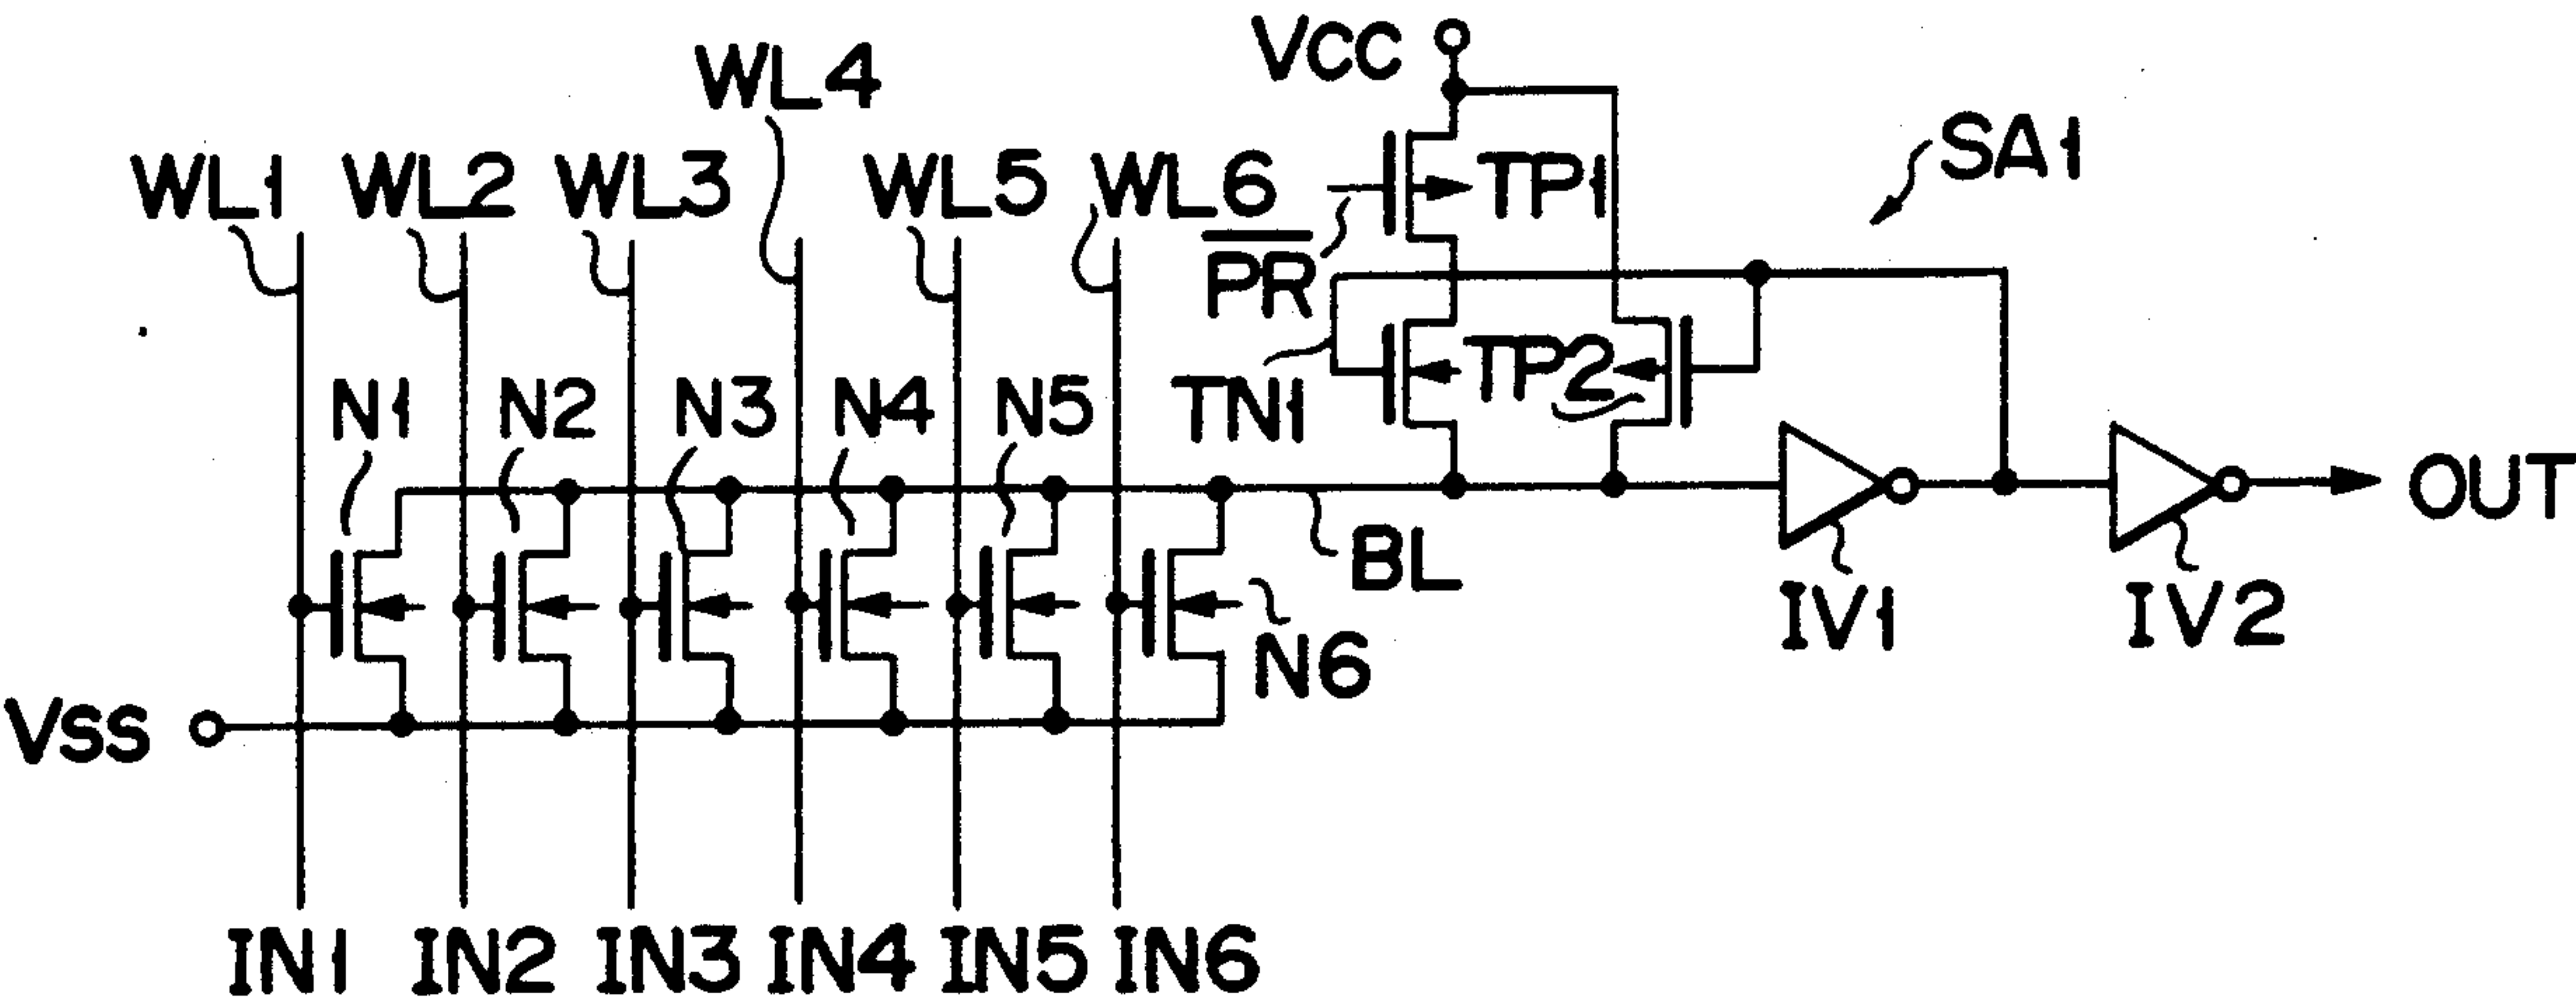 VCC
WL4
SA1
WL1 WL2 WL3 WL5 WL6 TP1
P̅R̅
TP2
N1 N2 N3 N4 N5 TN1
OUT
BL
IV1 IV2
N6
VSS
IN1 IN2 IN3 IN4 IN5 IN6